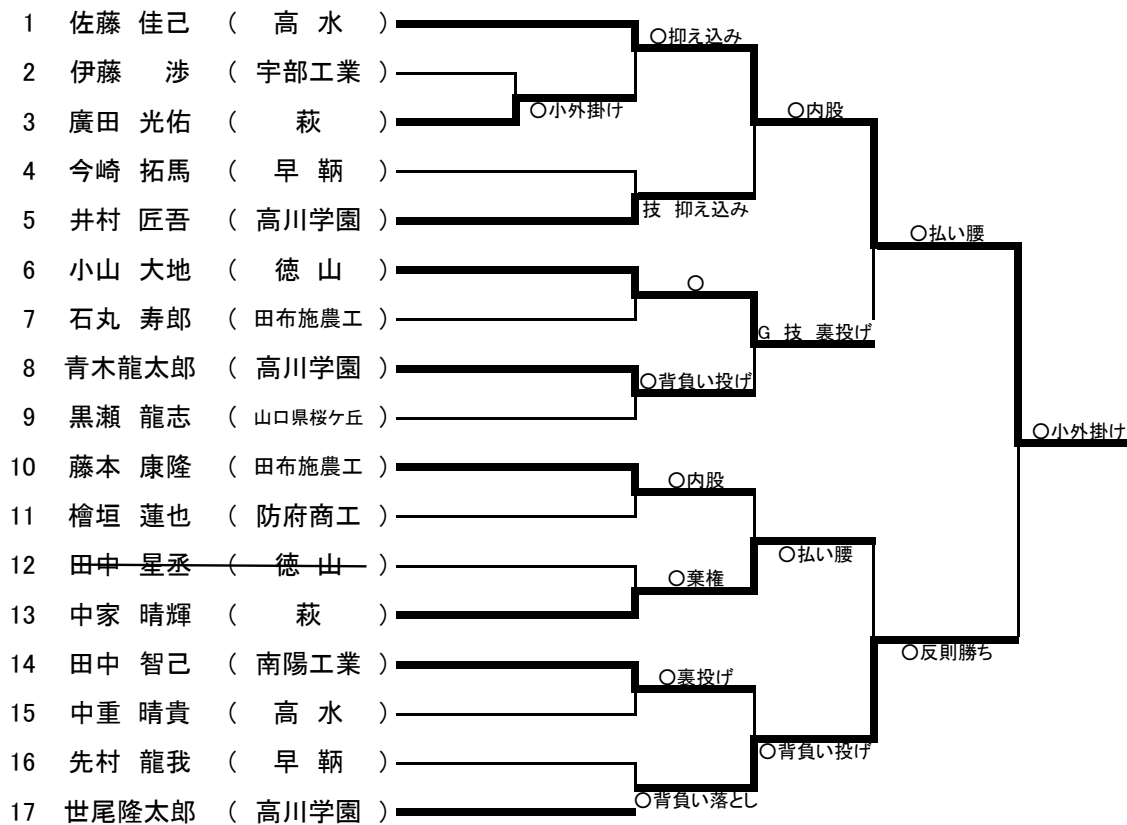 1 佐藤 佳己 ( 高 水 )
○抑え込み
2 伊藤 渉 ( 宇部工業 )
○小外掛け
○内股
3 廣田 光佑 ( 萩 )
4 今崎 拓馬 ( 早 鞆 )
技 抑え込み
5 井村 匠吾 ( 高川学園 )
○払い腰
6 小山 大地 ( 徳 山 )
○
7 石丸 寿郎 ( 田布施農工 )
G 技 裏投げ
8 青木龍太郎 ( 高川学園 )
○背負い投げ
9 黒瀬 龍志 ( 山口県桜ケ丘 )
○小外掛け
10 藤本 康隆 ( 田布施農工 )
○内股
11 檜垣 蓮也 ( 防府商工 )
○払い腰
12 田中 星丞 ( 徳 山 )
○棄権
13 中家 晴輝 ( 萩 )
○反則勝ち
14 田中 智己 ( 南陽工業 )
○裏投げ
15 中重 晴貴 ( 高 水 )
○背負い投げ
16 先村 龍我 ( 早 鞆 )
○背負い落とし
17 世尾隆太郎 ( 高川学園 )